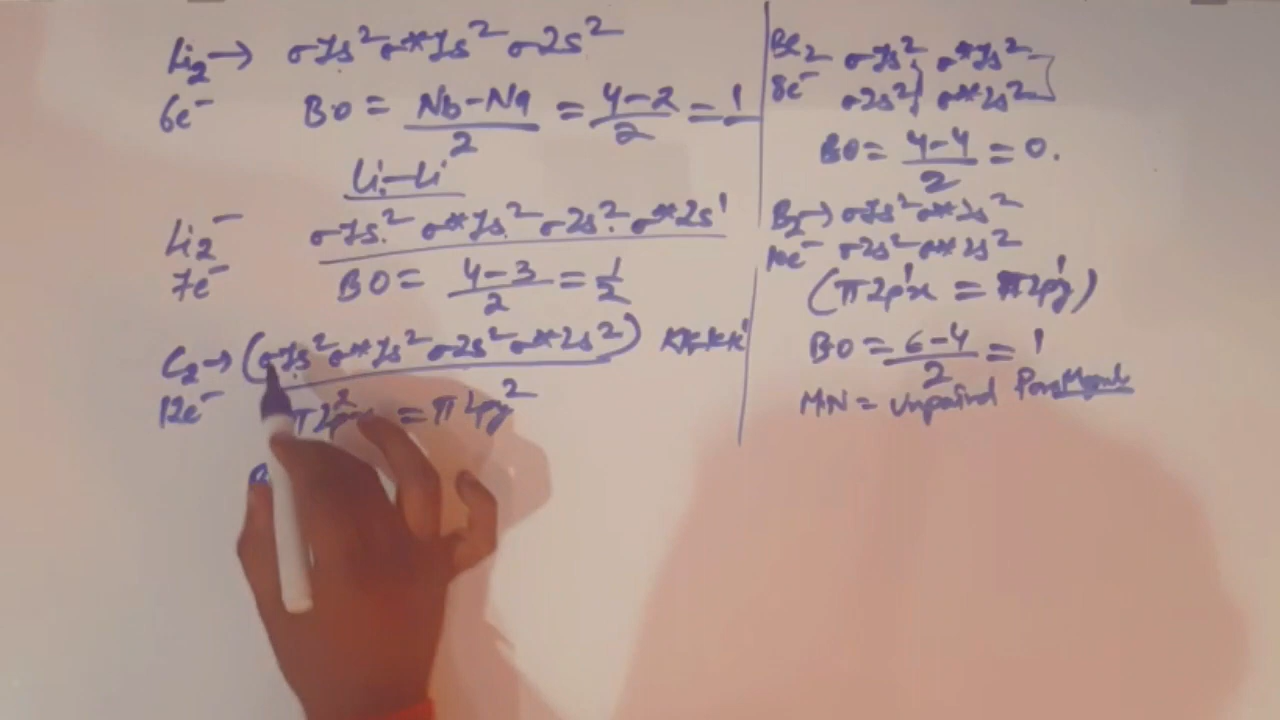 Li₂ → σ1s² σ*1s² σ2s²
6e⁻ BO = Nb-Na/2 = 4-2/2 = 1
Li-Li
Li₂⁻ σ1s² σ*1s² σ2s² σ*2s¹
7e⁻ BO = 4-3/2 = 1/2
C₂ → (σ1s² σ*1s² σ2s² σ*2s²)
12e⁻ π2px² = π2py²
Be₂ σ1s² σ*1s²
8e⁻ σ2s² σ*2s²
BO = 4-4/2 = 0.
B₂ → σ1s² σ*1s²
10e⁻ σ2s² σ*2s²
(π2p¹x = π2p¹y)
BO = 6-4/2 = 1
MN = unpaired